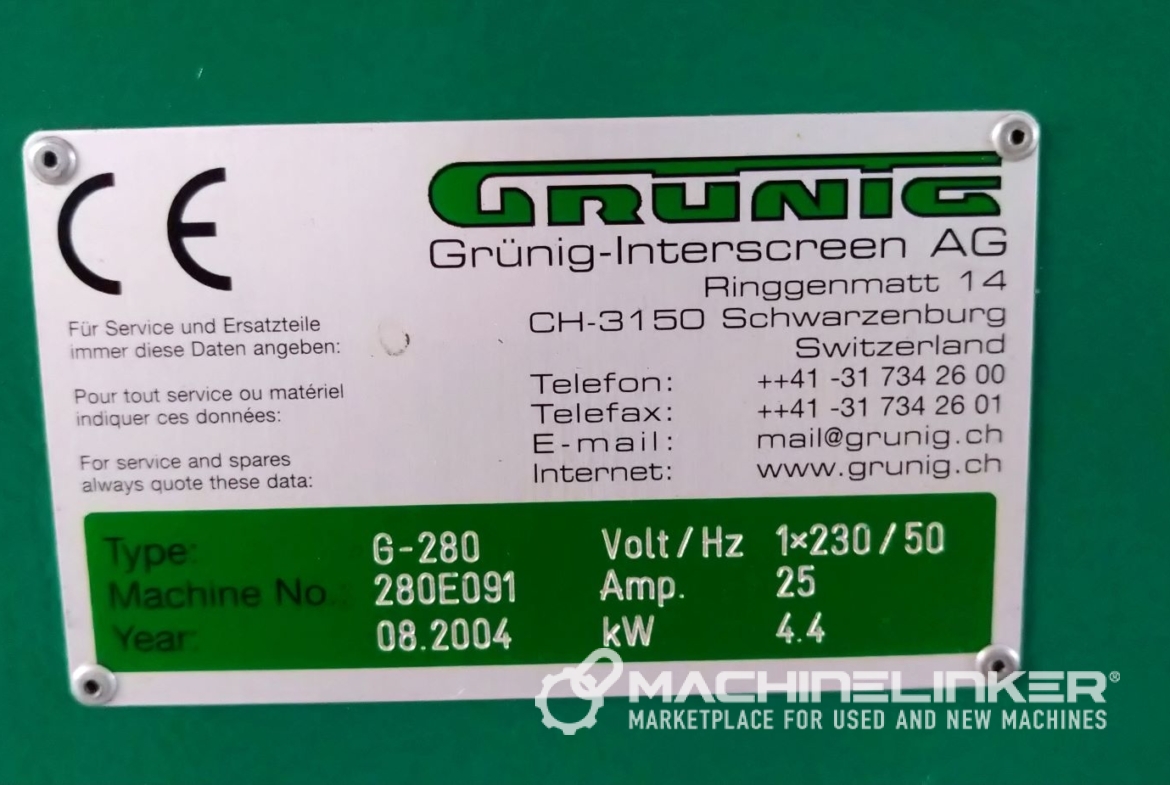 CE
GRÜNIG
Grünig-Interscreen AG
Ringgenmatt 14
CH-3150 Schwarzenburg
Switzerland
Telefon: ++41 -31 734 26 00
Telefax: ++41 -31 734 26 01
E-mail: mail@grunig.ch
Internet: www.grunig.ch
Für Service und Ersatzteile
immer diese Daten angeben:
Pour tout service ou matériel
indiquer ces données:
For service and spares
always quote these data:
Type: G-280 Volt/Hz 1×230/50
Machine No.: 280E091 Amp. 25
Year: 08.2004 kW 4.4
MACHINELINKER®
MARKETPLACE FOR USED AND NEW MACHINES